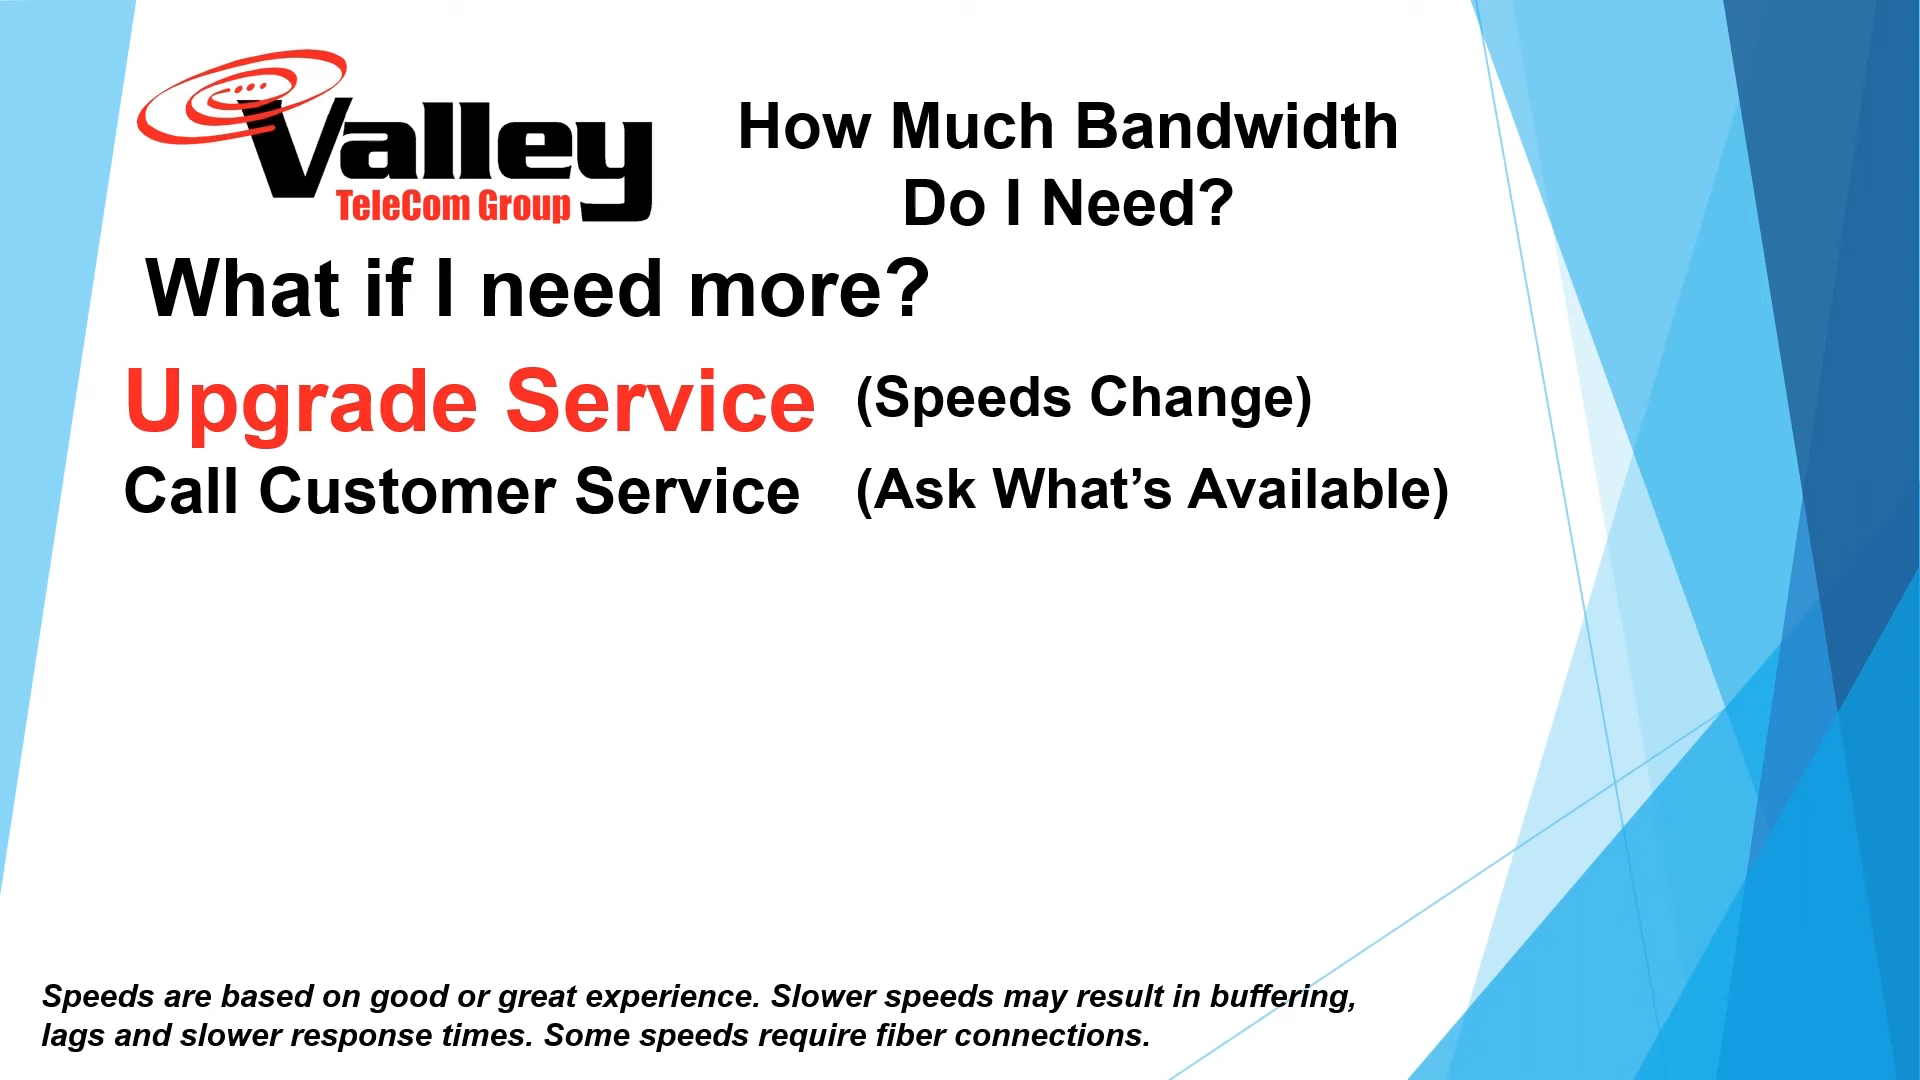 Valley
TeleCom Group
How Much Bandwidth
Do I Need?
What if I need more?
Upgrade Service (Speeds Change)
Call Customer Service (Ask What’s Available)
Speeds are based on good or great experience. Slower speeds may result in buffering,
lags and slower response times. Some speeds require fiber connections.